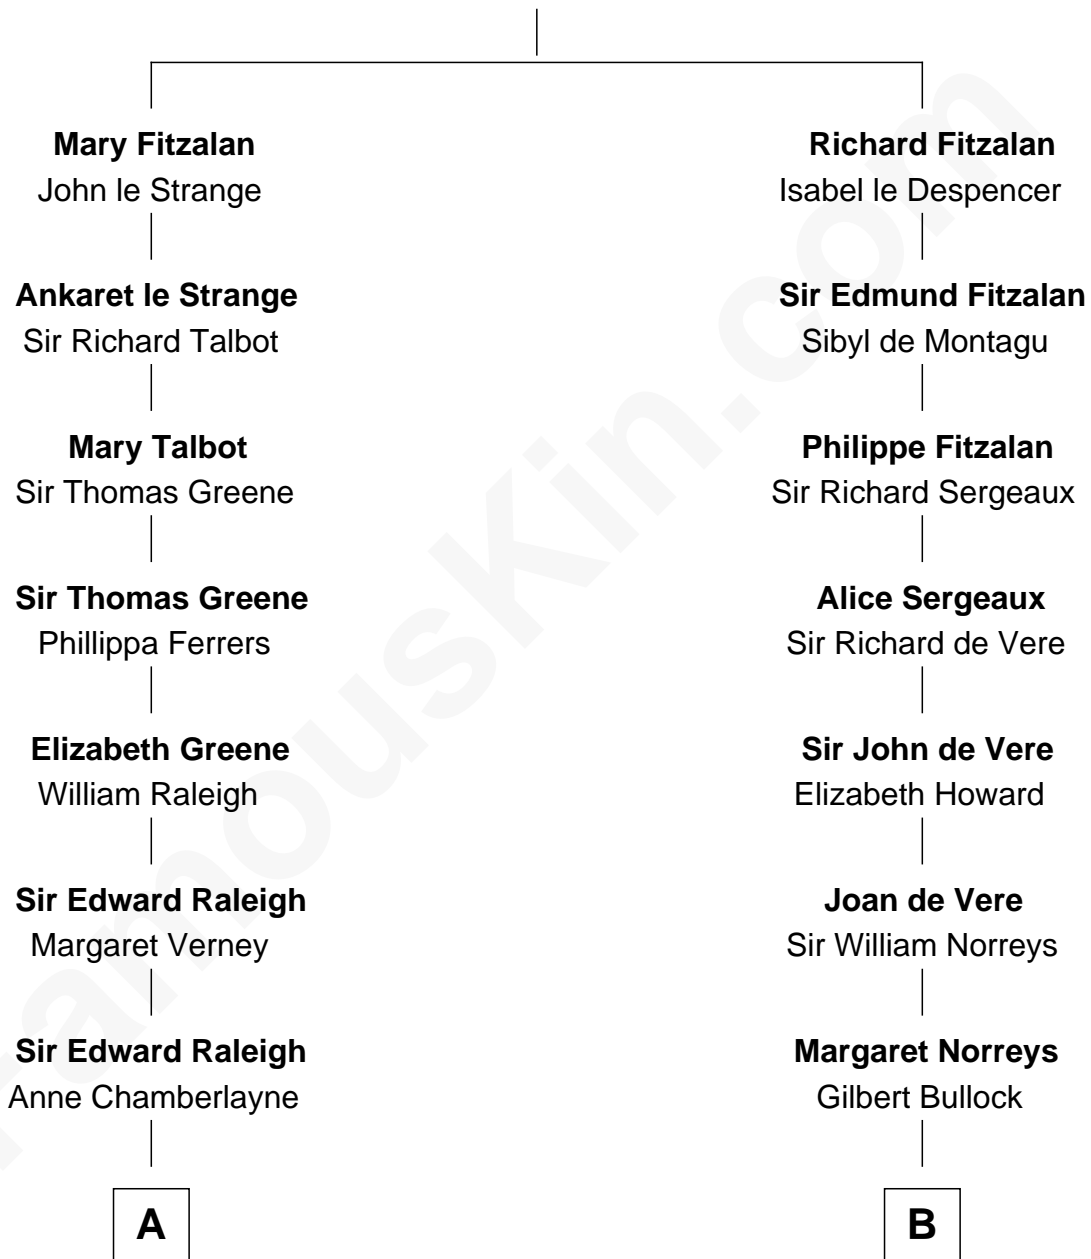 Mary Fitzalan
John le Strange
Richard Fitzalan
Isabel le Despencer
Ankaret le Strange
Sir Richard Talbot
Sir Edmund Fitzalan
Sibyl de Montagu
Mary Talbot
Sir Thomas Greene
Philippe Fitzalan
Sir Richard Sergeaux
Sir Thomas Greene
Phillippa Ferrers
Alice Sergeaux
Sir Richard de Vere
Elizabeth Greene
William Raleigh
Sir John de Vere
Elizabeth Howard
Sir Edward Raleigh
Margaret Verney
Joan de Vere
Sir William Norreys
Sir Edward Raleigh
Anne Chamberlayne
Margaret Norreys
Gilbert Bullock
A
B
FamousKin.com